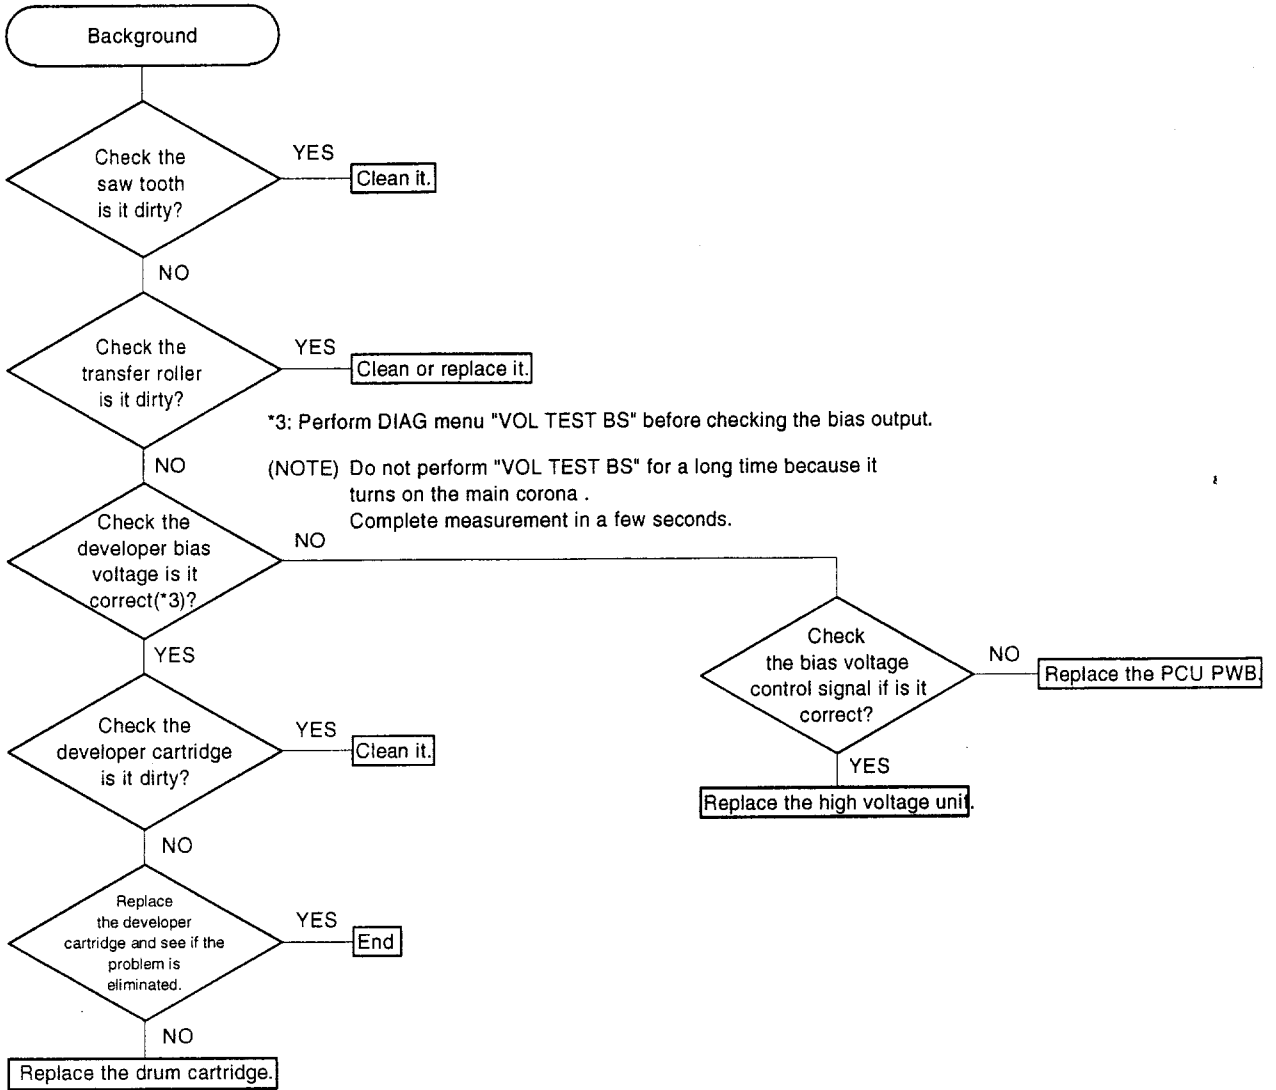 Background
Check the
saw tooth
is it dirty?
YES
Clean it.
NO
Check the
transfer roller
is it dirty?
YES
Clean or replace it.
*3: Perform DIAG menu "VOL TEST BS" before checking the bias output.
NO
(NOTE) Do not perform "VOL TEST BS" for a long time because it
turns on the main corona .
Complete measurement in a few seconds.
Check the
developer bias
voltage is it
correct(*3)?
NO
Check
the bias voltage
control signal if is it
correct?
NO
Replace the PCU PWB.
YES
Replace the high voltage unit.
YES
Check the
developer cartridge
is it dirty?
YES
Clean it.
NO
Replace
the developer
cartridge and see if the
problem is
eliminated.
YES
End
NO
Replace the drum cartridge.